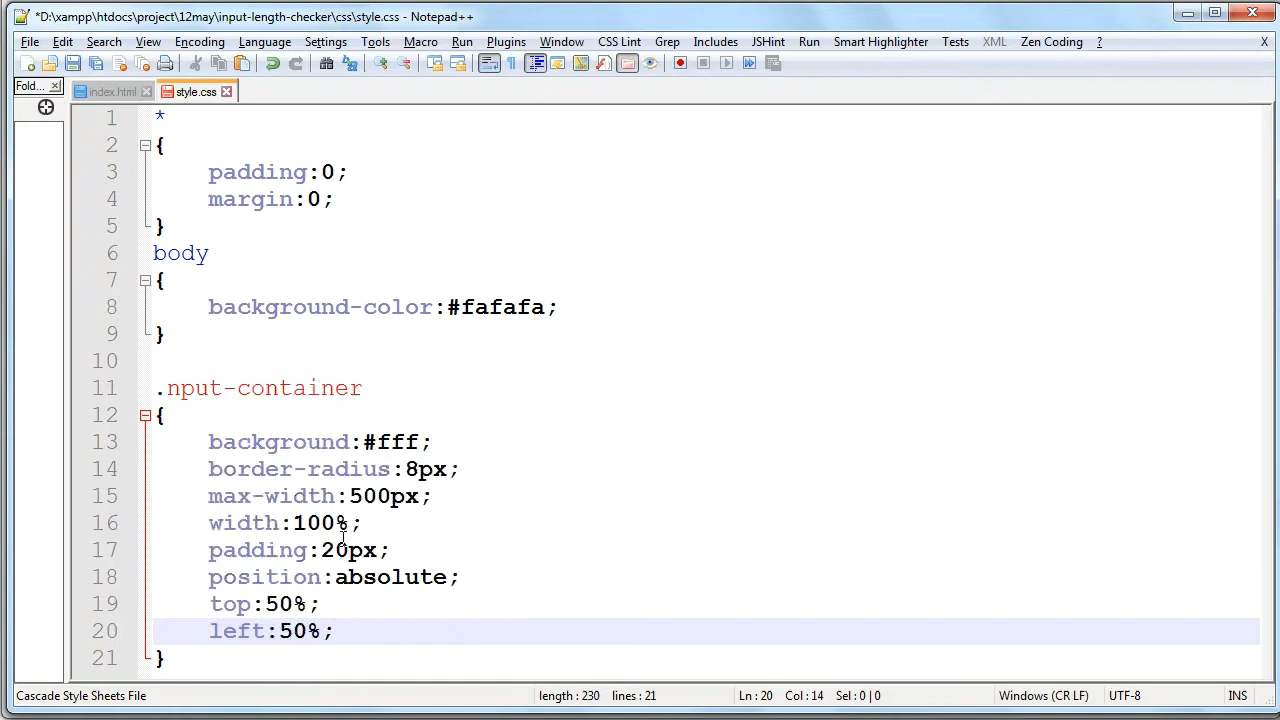 *D:\xampp\htdocs\project\12may\input-length-checker\css\style.css - Notepad++
File Edit Search View Encoding Language Settings Tools Macro Run Plugins Window CSS Lint Grep Includes JSHint Run Smart Highlighter Tests XML Zen Coding ? X
Fold... index.html style.css
1 *
2 {
3 padding:0;
4 margin:0;
5 }
6 body
7 {
8 background-color:#fafafa;
9 }
10
11 .nput-container
12 {
13 background:#fff;
14 border-radius:8px;
15 max-width:500px;
16 width:100%;
17 padding:20px;
18 position:absolute;
19 top:50%;
20 left:50%;
21 }
Cascade Style Sheets File length : 230 lines : 21 Ln : 20 Col : 14 Sel : 0 | 0 Windows (CR LF) UTF-8 INS